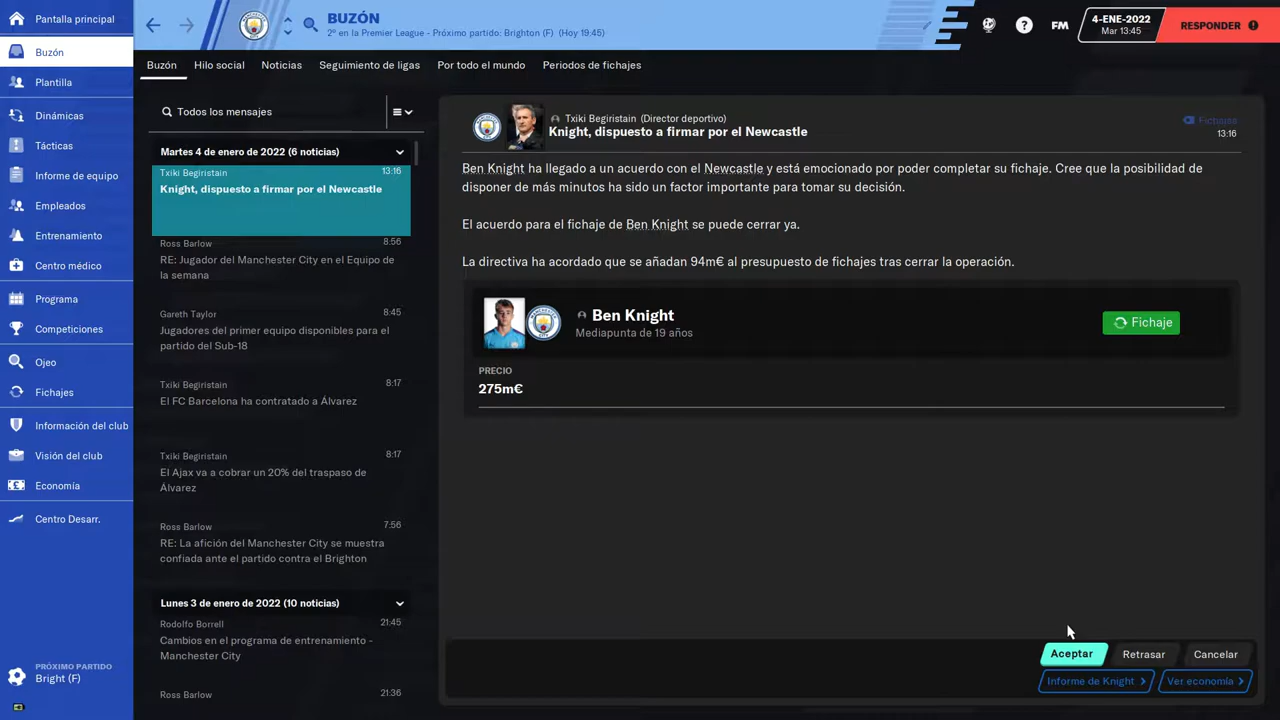 Pantalla principal
Buzón
Plantilla
Dinámicas
Tácticas
Informe de equipo
Empleados
Entrenamiento
Centro médico
Programa
Competiciones
Ojeo
Fichajes
Información del club
Visión del club
Economía
Centro Desarr.
PRÓXIMO PARTIDO
Bright (F)
BUZÓN
2º en la Premier League - Próximo partido: Brighton (F) (Hoy 19:45)
FM
4-ENE-2022
Mar 13:45
RESPONDER
Buzón Hilo social Noticias Seguimiento de ligas Por todo el mundo Periodos de fichajes
Todos los mensajes
Martes 4 de enero de 2022 (6 noticias)
Txiki Begiristain 13:16
Knight, dispuesto a firmar por el Newcastle
Ross Barlow 8:56
RE: Jugador del Manchester City en el Equipo de
la semana
Gareth Taylor 8:45
Jugadores del primer equipo disponibles para el
partido del Sub-18
Txiki Begiristain 8:17
El FC Barcelona ha contratado a Álvarez
Txiki Begiristain 8:17
El Ajax va a cobrar un 20% del traspaso de
Álvarez
Ross Barlow 7:56
RE: La afición del Manchester City se muestra
confiada ante el partido contra el Brighton
Lunes 3 de enero de 2022 (10 noticias)
Rodolfo Borrell 21:45
Cambios en el programa de entrenamiento -
Manchester City
Ross Barlow 21:36
Txiki Begiristain (Director deportivo)
Knight, dispuesto a firmar por el Newcastle
Fichajes
13:16
Ben Knight ha llegado a un acuerdo con el Newcastle y está emocionado por poder completar su fichaje. Cree que la posibilidad de
disponer de más minutos ha sido un factor importante para tomar su decisión.
El acuerdo para el fichaje de Ben Knight se puede cerrar ya.
La directiva ha acordado que se añadan 94m€ al presupuesto de fichajes tras cerrar la operación.
Ben Knight
Mediapunta de 19 años
Fichaje
PRECIO
275m€
Aceptar Retrasar Cancelar
Informe de Knight Ver economía